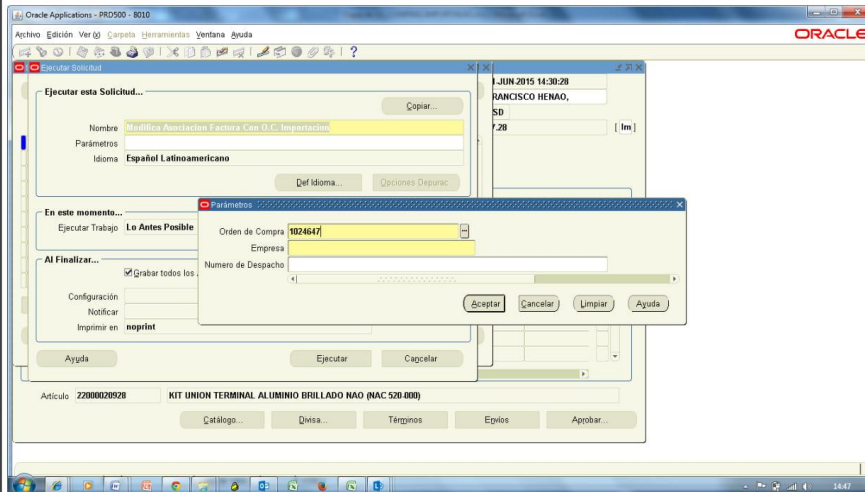 Oracle Applications - PRD500 - B010
Archivo Edición Ver(x) Carpeta Herramientas Ventana Ayuda
ORACLE
Ejecutar Solicitud
-JUN-2015 14:30:28
Ejecutar esta Solicitud...
RANCISCO HENAO,
Copiar...
SD
Nombre Modifica Asociacion Factura Con O.C. Importacion
7.28 [ Im ]
Parámetros
Idioma Español Latinoamericano
Def Idioma... Opciones Depurac
Parámetros
En este momento...
Ejecutar Trabajo Lo Antes Posible
Orden de Compra 1024647
Empresa
Numero de Despacho
Al Finalizar...
Grabar todos los
Aceptar Cancelar Limpiar Ayuda
Configuración
Notificar
Imprimir en noprint
Ayuda Ejecutar Cancelar
Artículo 22000020928 KIT UNION TERMINAL ALUMINIO BRILLADO NAO (NAC 520-000)
Catálogo... Divisa... Términos Envíos Aprobar...
14:47